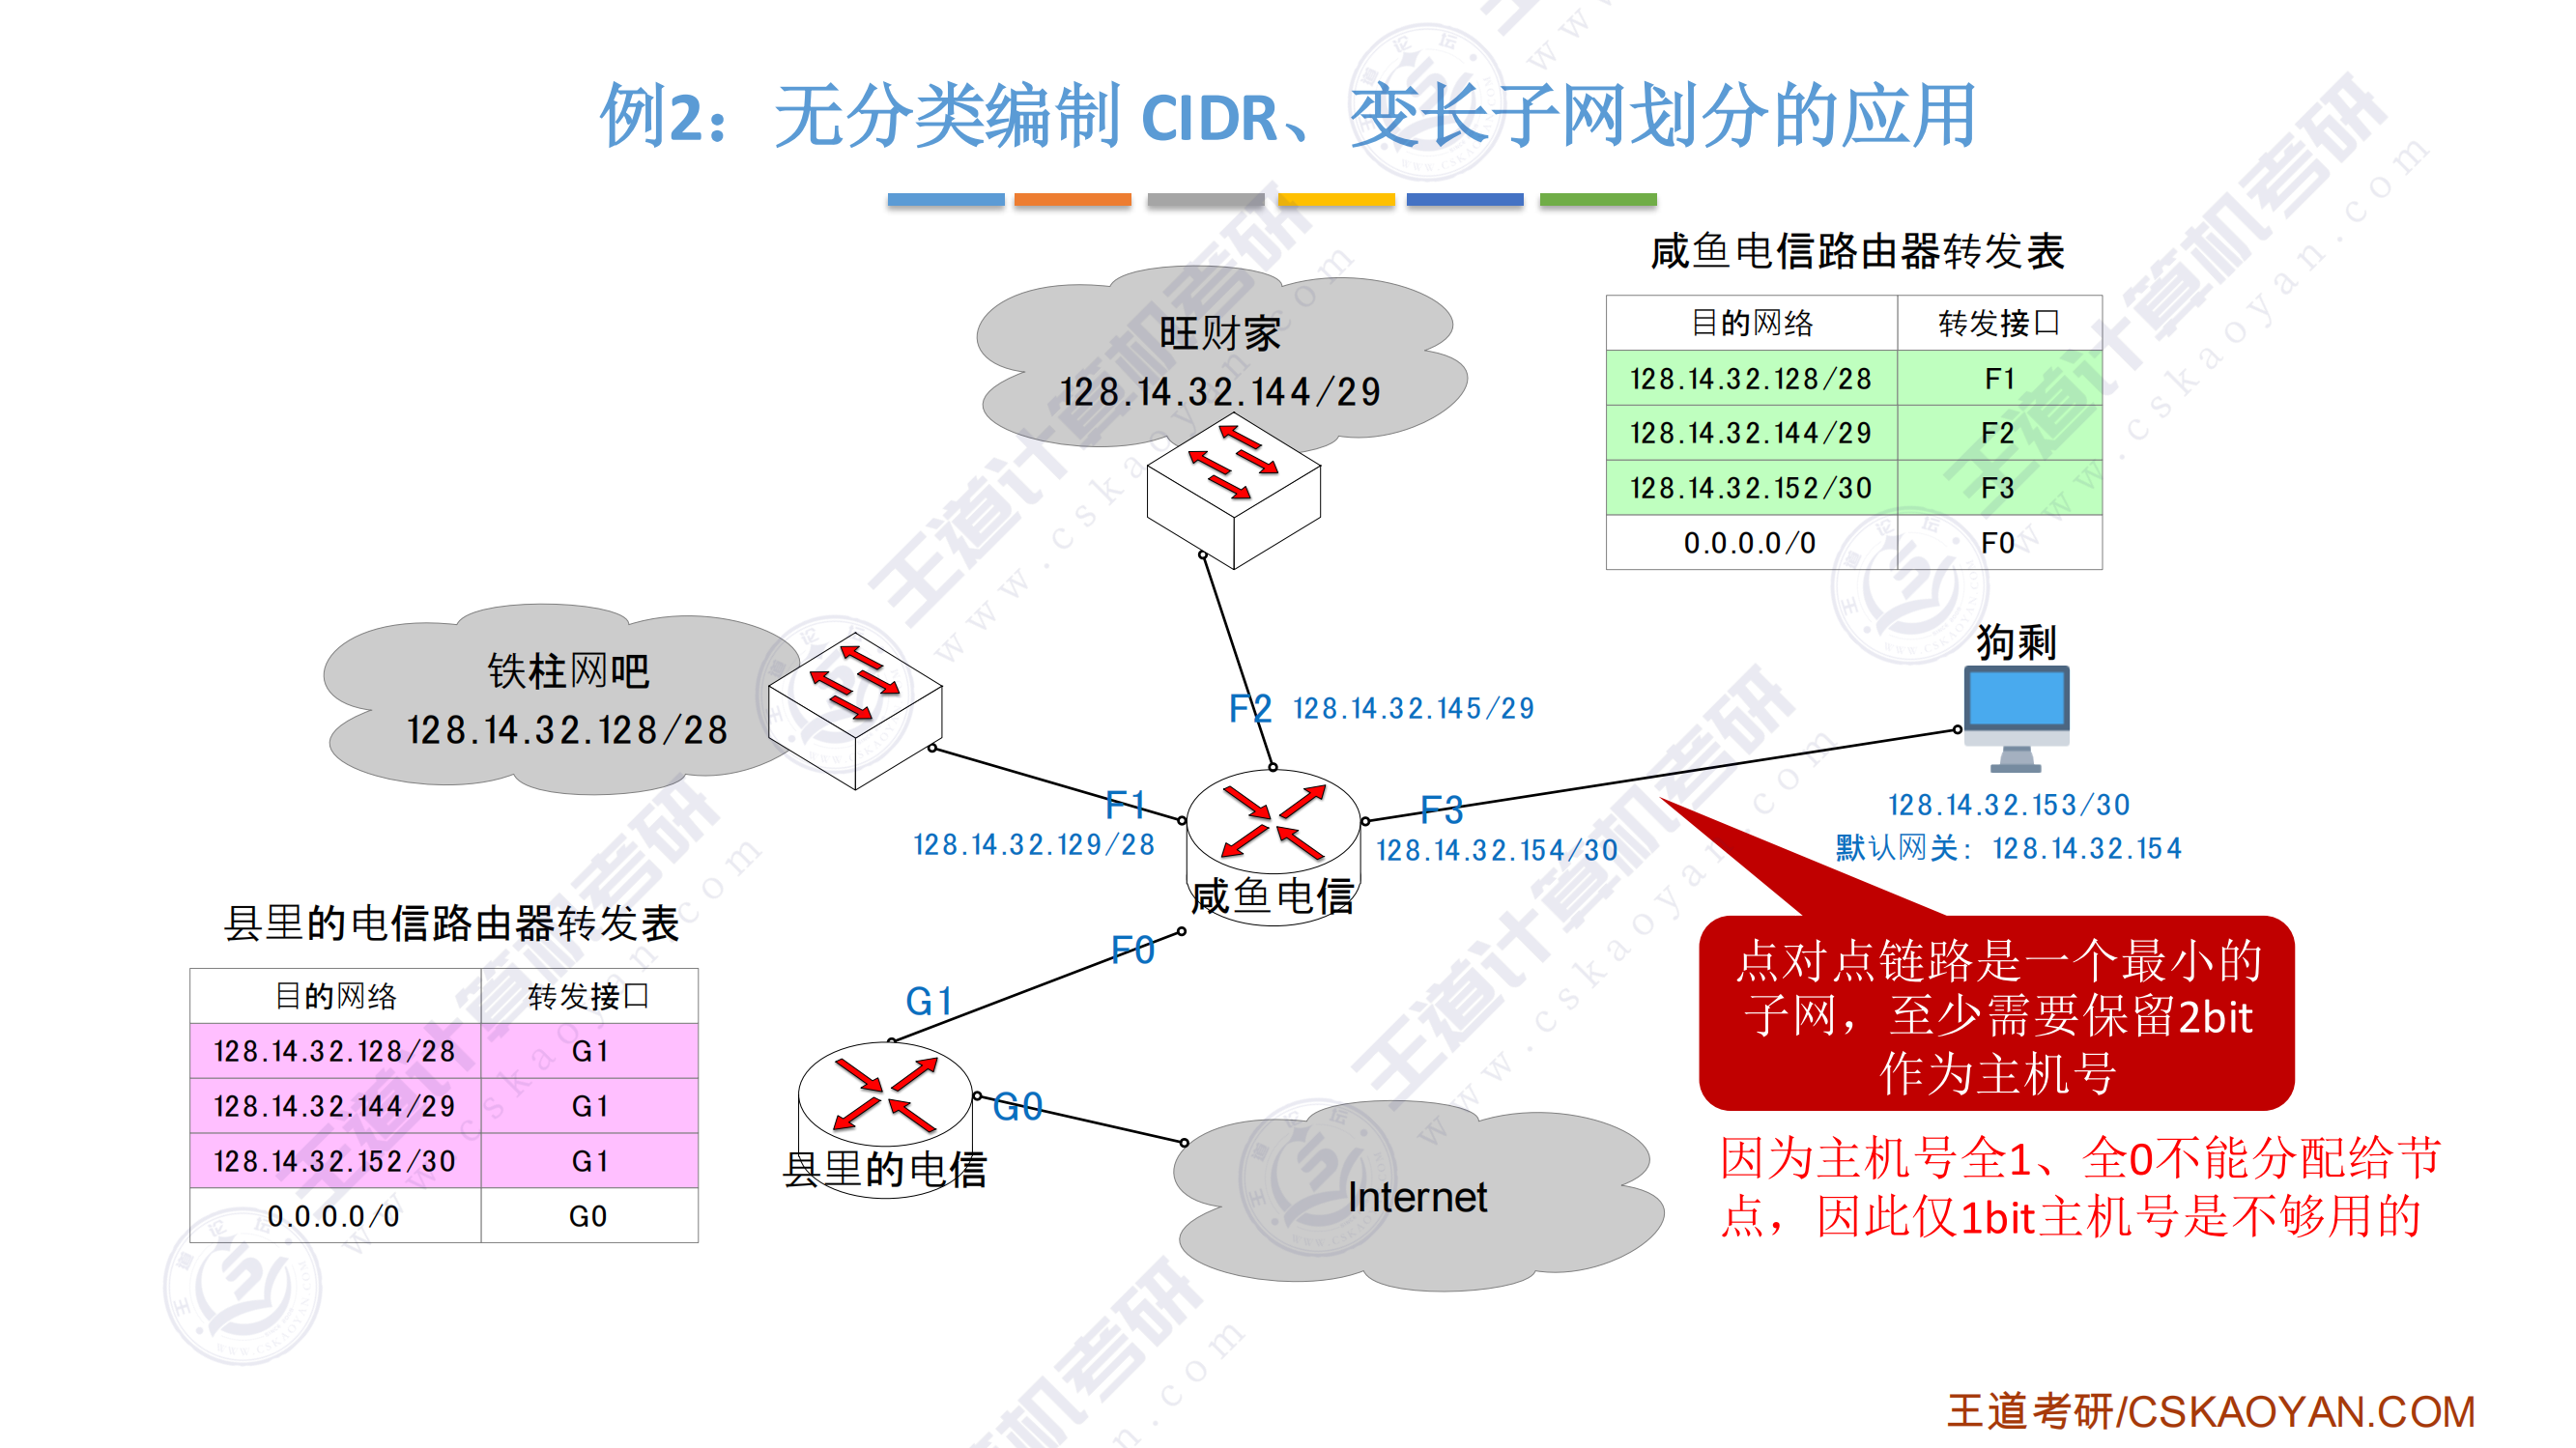 例2：无分类编制 CIDR、变长子网划分的应用
咸鱼电信路由器转发表
目的网络 转发接口
128.14.32.128/28 F1
128.14.32.144/29 F2
128.14.32.152/30 F3
0.0.0.0/0 F0
旺财家
128.14.32.144/29
铁柱网吧
128.14.32.128/28
狗剩
F2 128.14.32.145/29
F1
128.14.32.129/28
F3
128.14.32.154/30
128.14.32.153/30
默认网关：128.14.32.154
咸鱼电信
F0
G1
县里的电信路由器转发表
目的网络 转发接口
128.14.32.128/28 G1
128.14.32.144/29 G1
128.14.32.152/30 G1
0.0.0.0/0 G0
G0
县里的电信
Internet
点对点链路是一个最小的
子网，至少需要保留2bit
作为主机号
因为主机号全1、全0不能分配给节
点，因此仅1bit主机号是不够用的
王道考研/CSKAOYAN.COM
王道计算机考研
www.cskaoyan.com